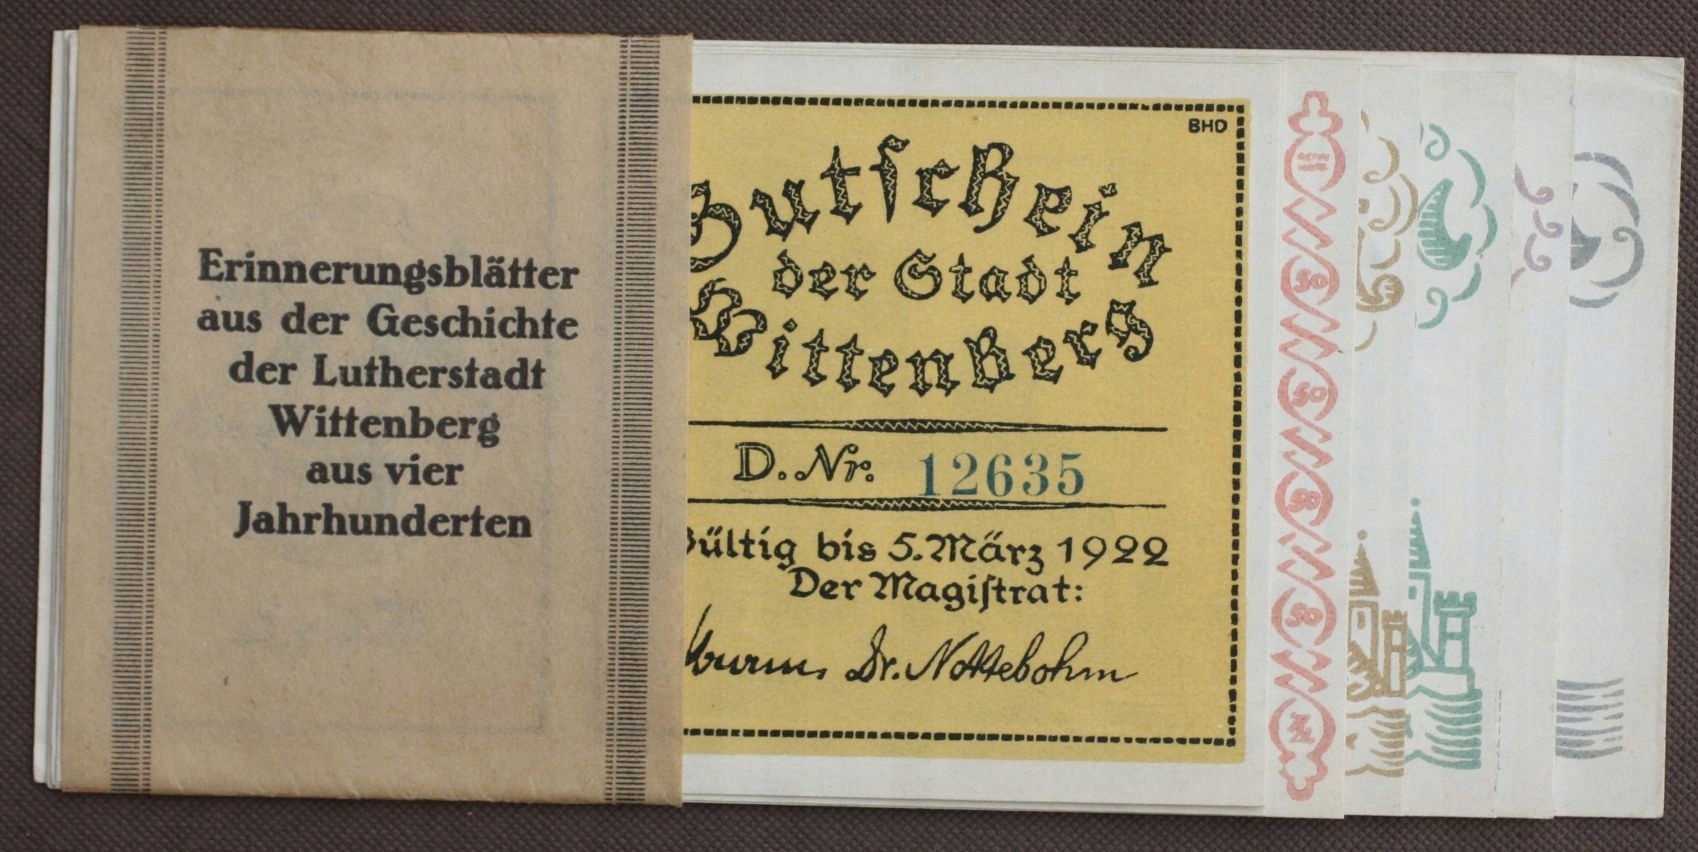 Erinnerungsblätter
aus der Geschichte
der Lutherstadt
Wittenberg
aus vier
Jahrhunderten
BHD
Gutſchein
der Stadt
Wittenberg
D. Nr. 12635
Gültig bis 5. März 1922
Der Magiſtrat:
Dr. Nottebohm